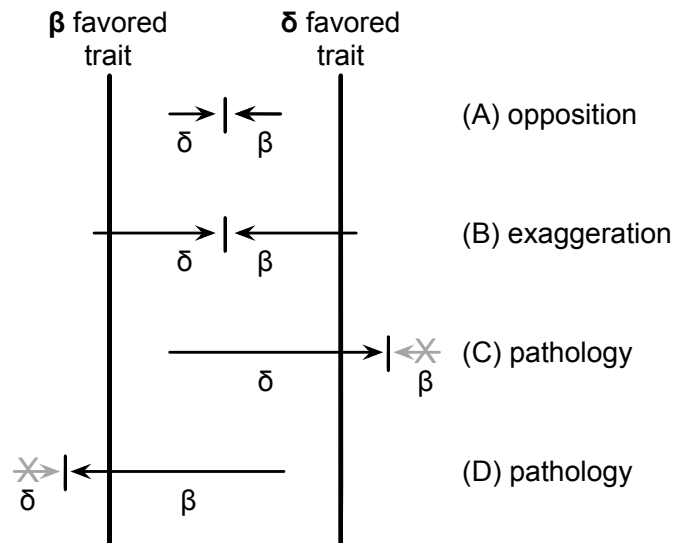 β favored trait
δ favored trait
δ β (A) opposition
δ β (B) exaggeration
δ β (C) pathology
δ β (D) pathology